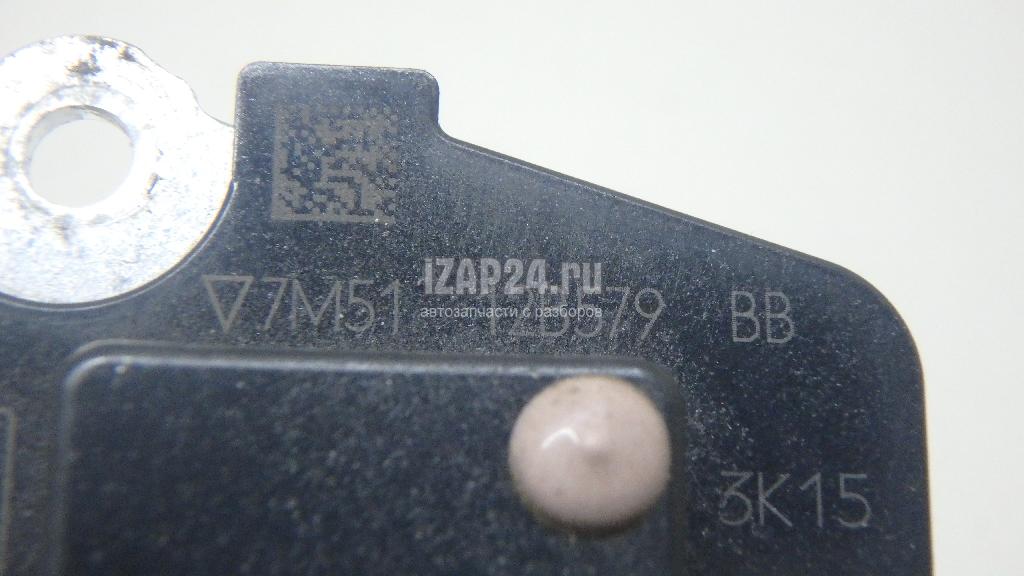 IZAP24.ru
автозапчасти с разборов
▽7M51 12B579 BB
3K15